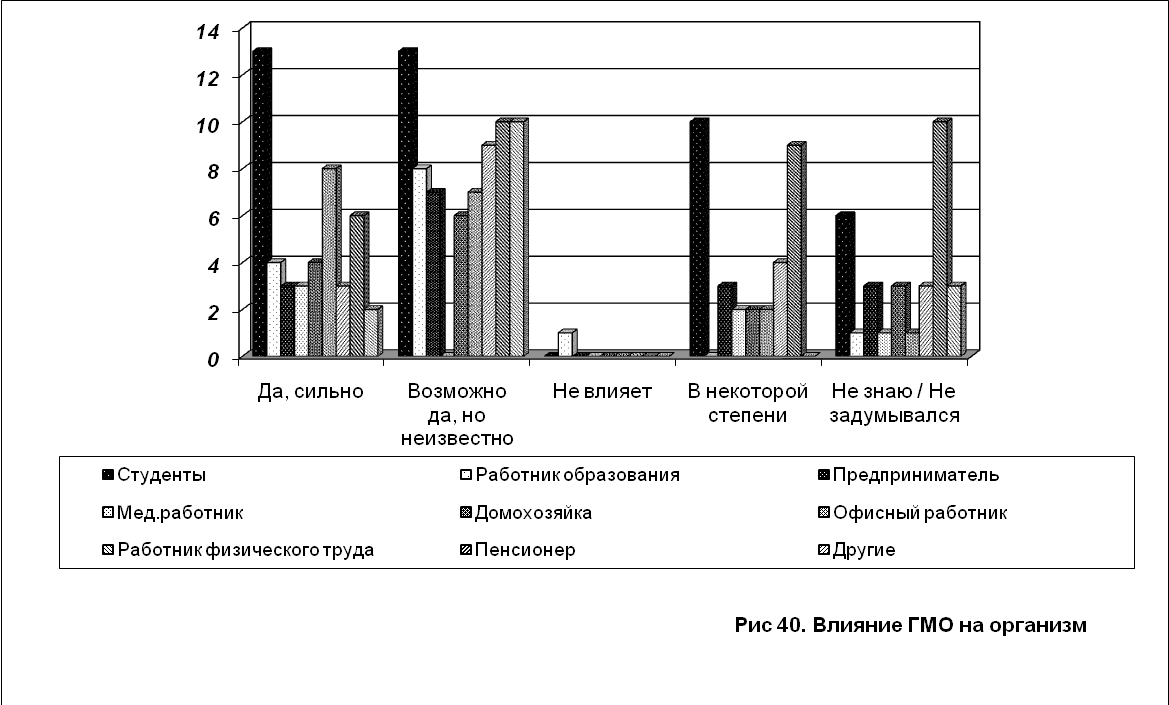 14
12
10
8
6
4
2
0
Да, сильно
Возможно
да, но
неизвестно
Не влияет
В некоторой
степени
Не знаю / Не
задумывался
Студенты
Работник образования
Предприниматель
Мед.работник
Домохозяйка
Офисный работник
Работник физического труда
Пенсионер
Другие
Рис 40. Влияние ГМО на организм